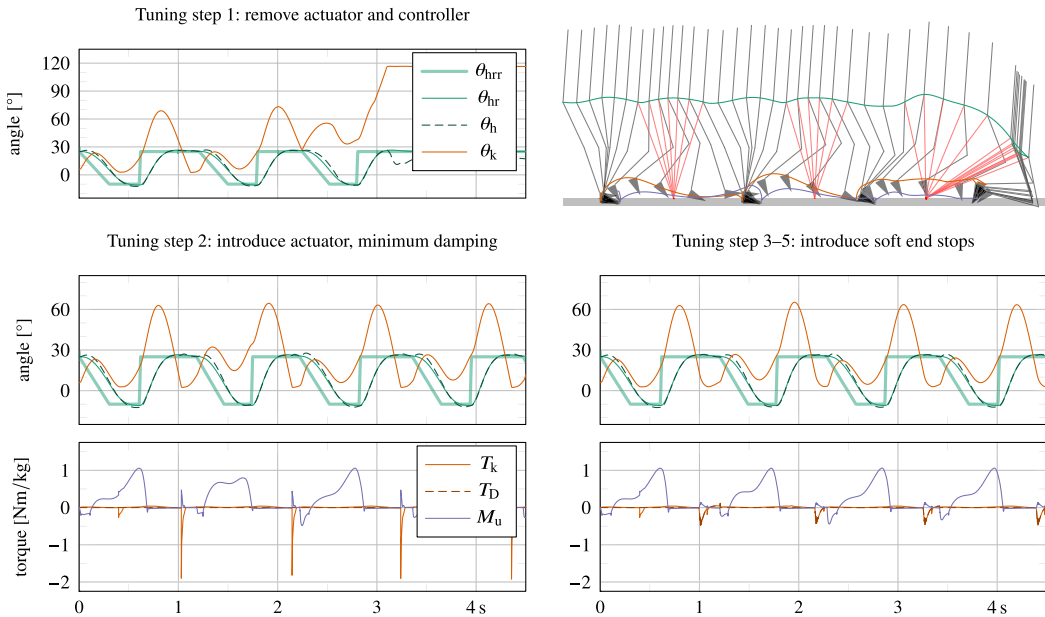 Tuning step 1: remove actuator and controller
angle [°]
120
90
60
30
0
θhrr
θhr
θh
θk
Tuning step 2: introduce actuator, minimum damping
angle [°]
60
30
0
torque [Nm/kg]
1
0
−1
−2
Tk
TD
Mu
0
1
2
3
4 s
Tuning step 3–5: introduce soft end stops
60
30
0
1
0
−1
−2
0
1
2
3
4 s